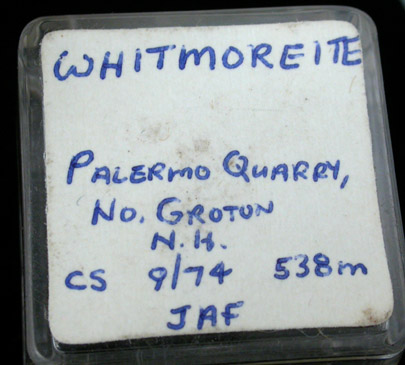 WHITMOREITE
PALERMO QUARRY,
NO. GROTON
N.H.
CS 9/74 538m
JAF